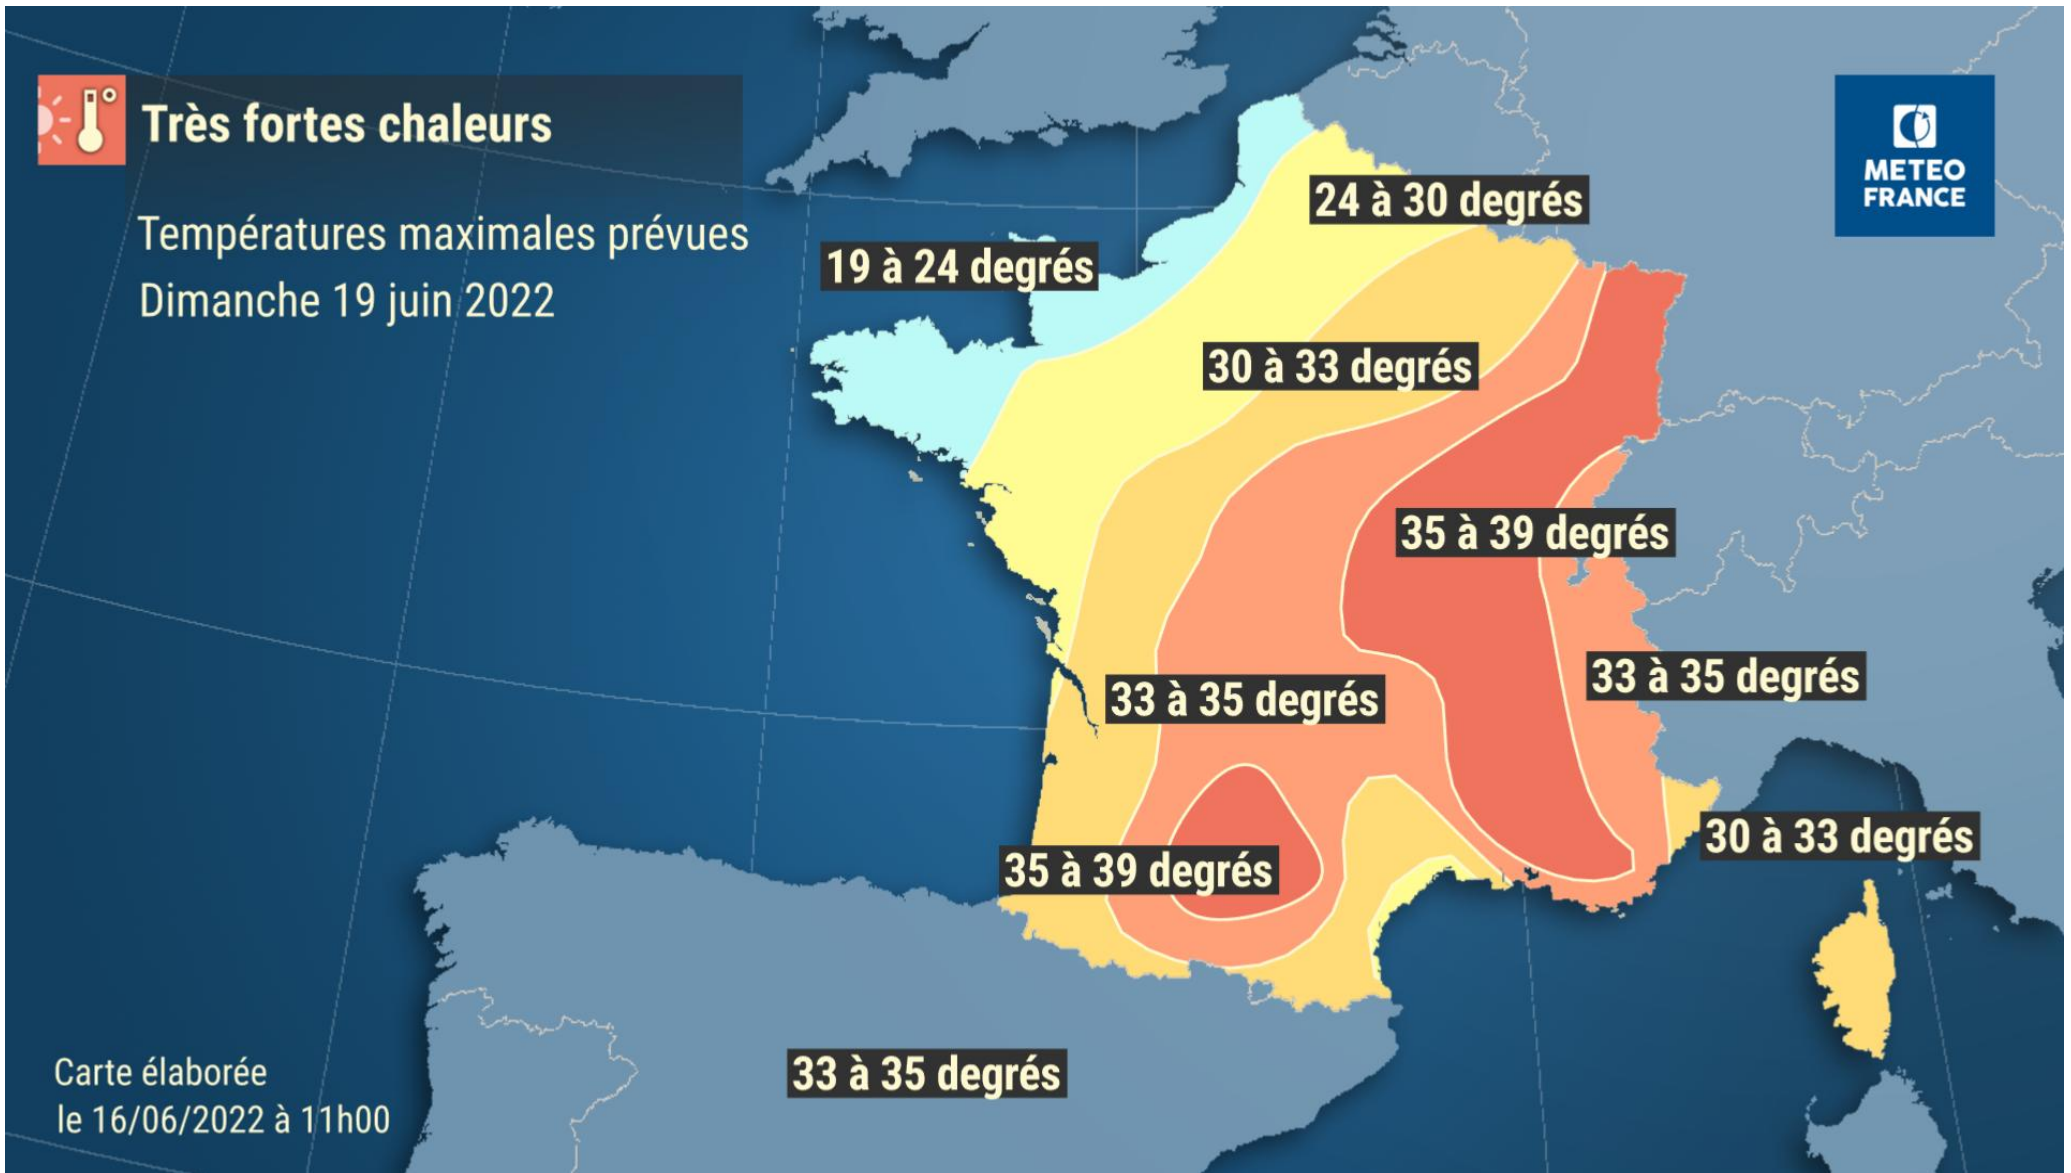 Très fortes chaleurs
Températures maximales prévues
Dimanche 19 juin 2022
METEO
FRANCE
24 à 30 degrés
19 à 24 degrés
30 à 33 degrés
35 à 39 degrés
33 à 35 degrés
33 à 35 degrés
30 à 33 degrés
35 à 39 degrés
33 à 35 degrés
Carte élaborée
le 16/06/2022 à 11h00